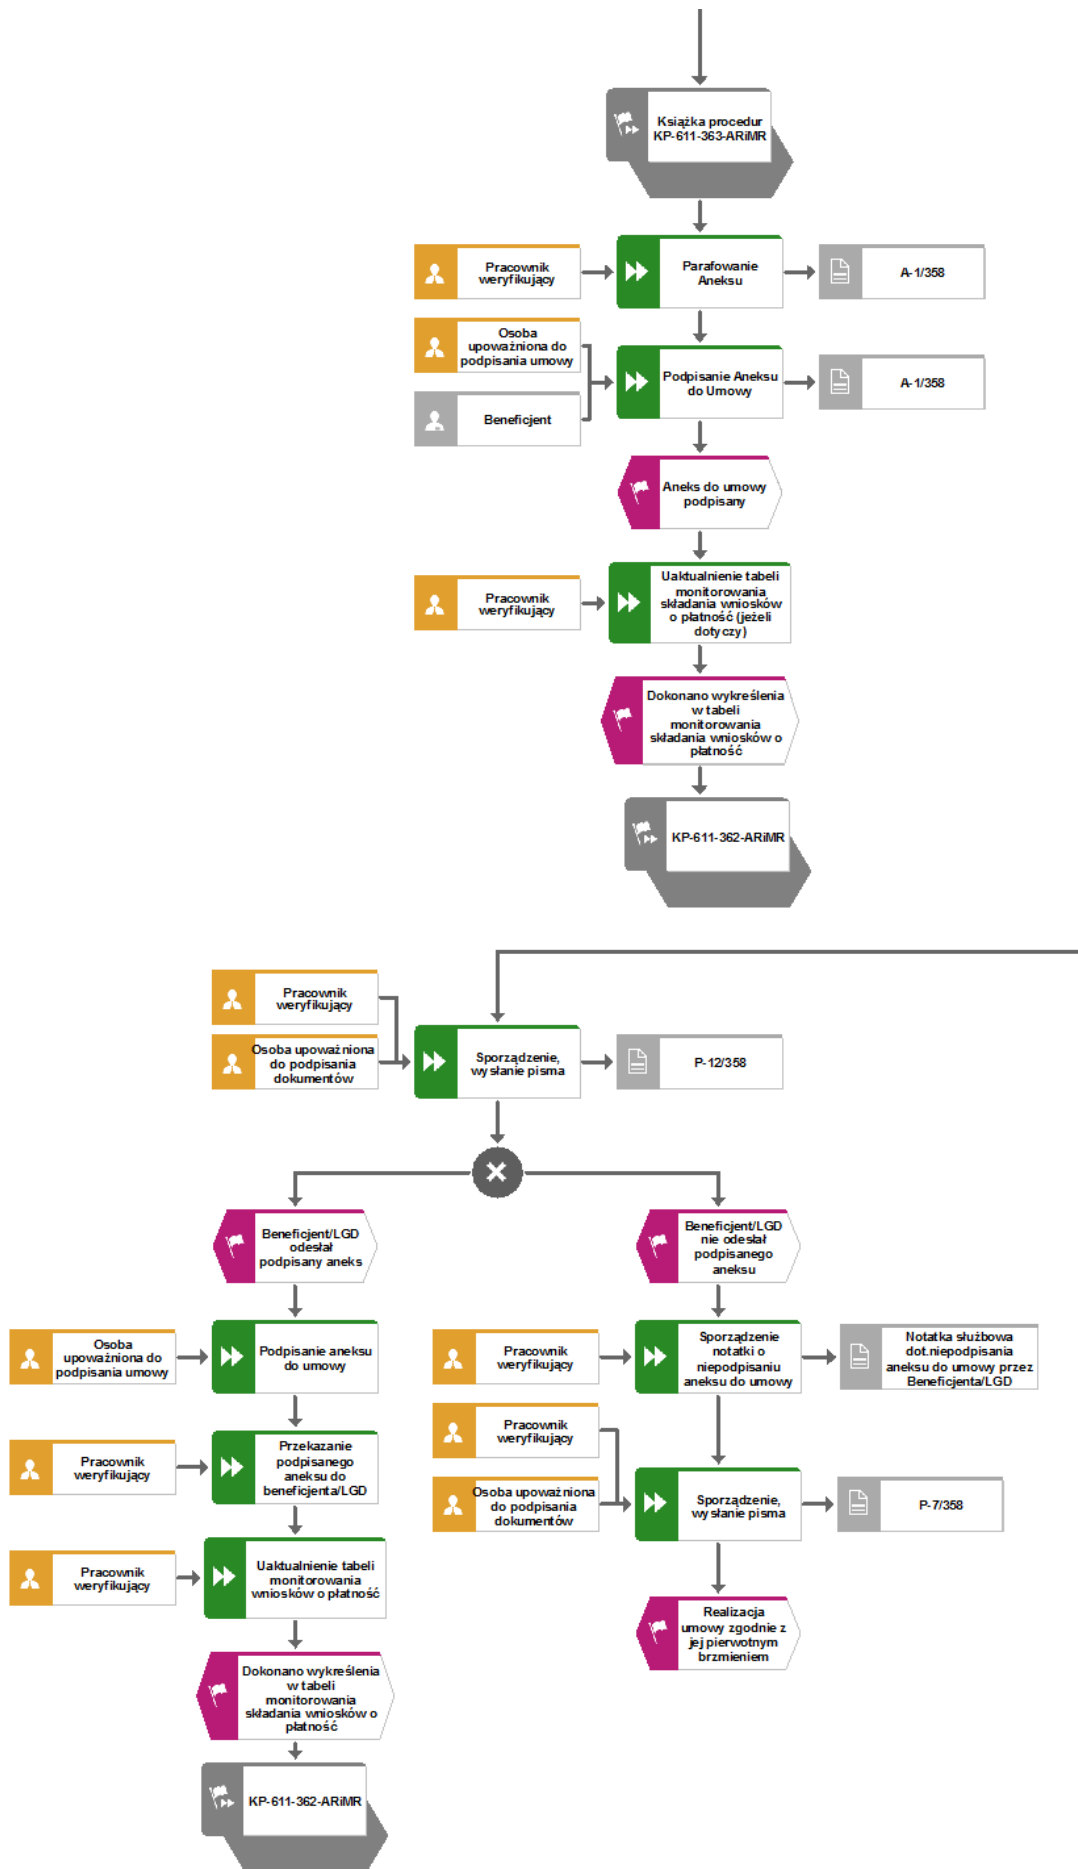 Książka procedur
KP-611-363-ARiMR
Pracownik
weryfikujący
Parafowanie
Aneksu
A-1/358
Osoba
upoważniona do
podpisania umowy
Beneficjent
Podpisanie Aneksu
do Umowy
A-1/358
Aneks do umowy
podpisany
Pracownik
weryfikujący
Uaktualnienie tabeli
monitorowania
składania wniosków
o płatność (jeżeli
dotyczy)
Dokonano wykreślenia
w tabeli
monitorowania
składania wniosków o
płatność
KP-611-362-ARiMR
Pracownik
weryfikujący
Osoba upoważniona
do podpisania
dokumentów
Sporządzenie,
wysłanie pisma
P-12/358
Beneficjent/LGD
odesłał
podpisany aneks
Beneficjent/LGD
nie odesłał
podpisanego
aneksu
Osoba
upoważniona do
podpisania umowy
Podpisanie aneksu
do umowy
Pracownik
weryfikujący
Sporządzenie
notatki o
niepodpisaniu
aneksu do umowy
Notatka służbowa
dot.niepodpisania
aneksu do umowy przez
Beneficjenta/LGD
Pracownik
weryfikujący
Przekazanie
podpisanego
aneksu do
beneficjenta/LGD
Pracownik
weryfikujący
Osoba upoważniona
do podpisania
dokumentów
Sporządzenie,
wysłanie pisma
P-7/358
Pracownik
weryfikujący
Uaktualnienie tabeli
monitorowania
wniosków o płatność
Realizacja
umowy zgodnie z
jej pierwotnym
brzmieniem
Dokonano wykreślenia
w tabeli
monitorowania
składania wniosków o
płatność
KP-611-362-ARiMR